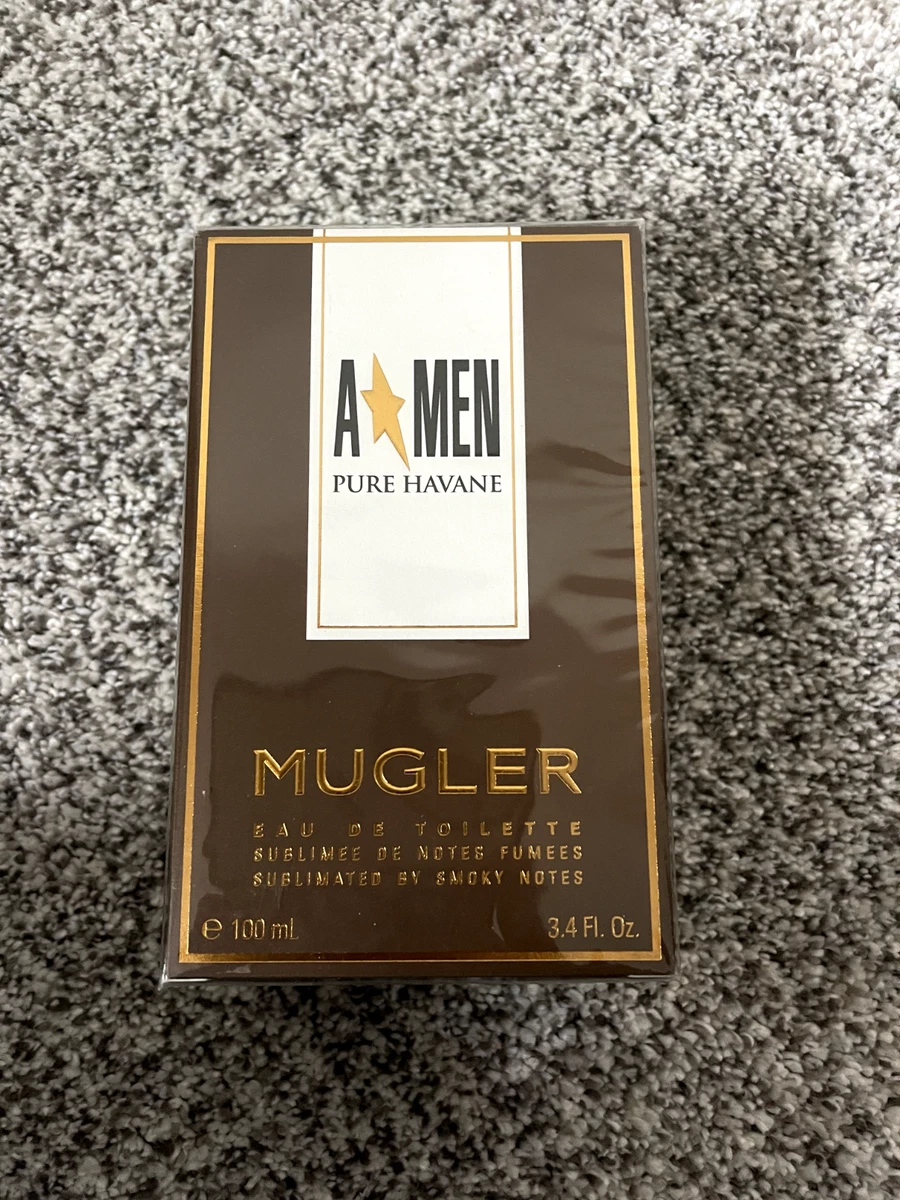 A★MEN
PURE HAVANE
MUGLER
EAU DE TOILETTE
SUBLIMEE DE NOTES FUMEES
SUBLIMATED BY SMOKY NOTES
℮ 100 mL 3.4 Fl. Oz.